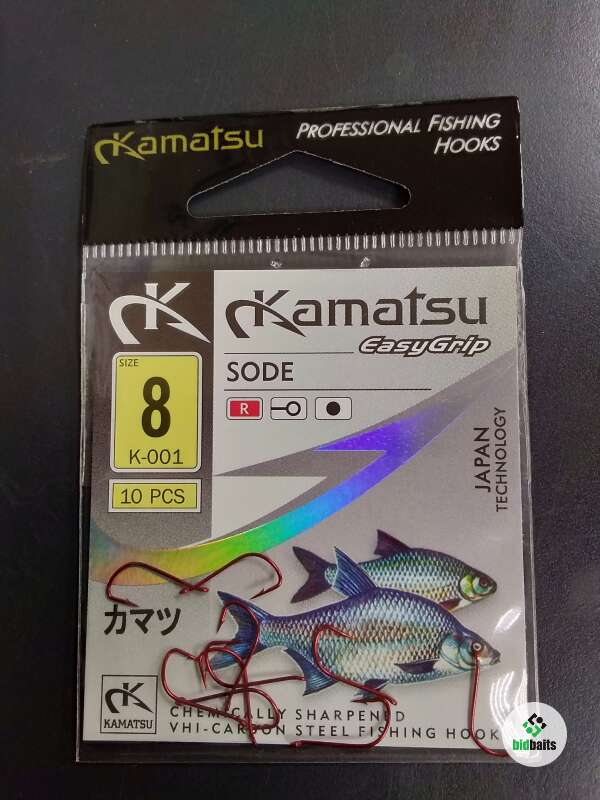 Kamatsu
PROFESSIONAL FISHING
HOOKS
K
Kamatsu
EasyGrip
SIZE
8
K-001
SODE
R
10 PCS
JAPAN
TECHNOLOGY
カマツ
K
KAMATSU
CHEMICALLY SHARPENED
VHI-CARBON STEEL FISHING HOOK
bidbaits